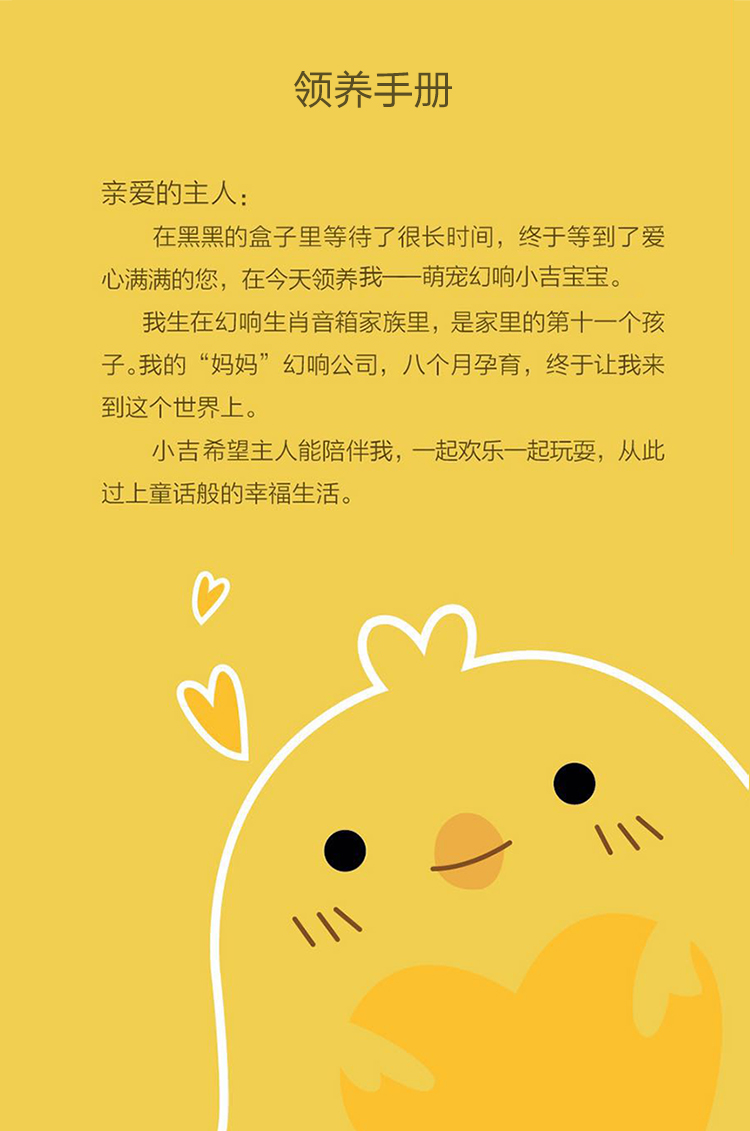 领养手册
亲爱的主人:
在黑黑的盒子里等待了很长时间，终于等到了爱
心满满的您，在今天领养我——萌宠幻响小吉宝宝。
我生在幻响生肖音箱家族里，是家里的第十一个孩
子。我的“妈妈”幻响公司，八个月孕育，终于让我来
到这个世界上。
小吉希望主人能陪伴我，一起欢乐一起玩耍，从此
过上童话般的幸福生活。